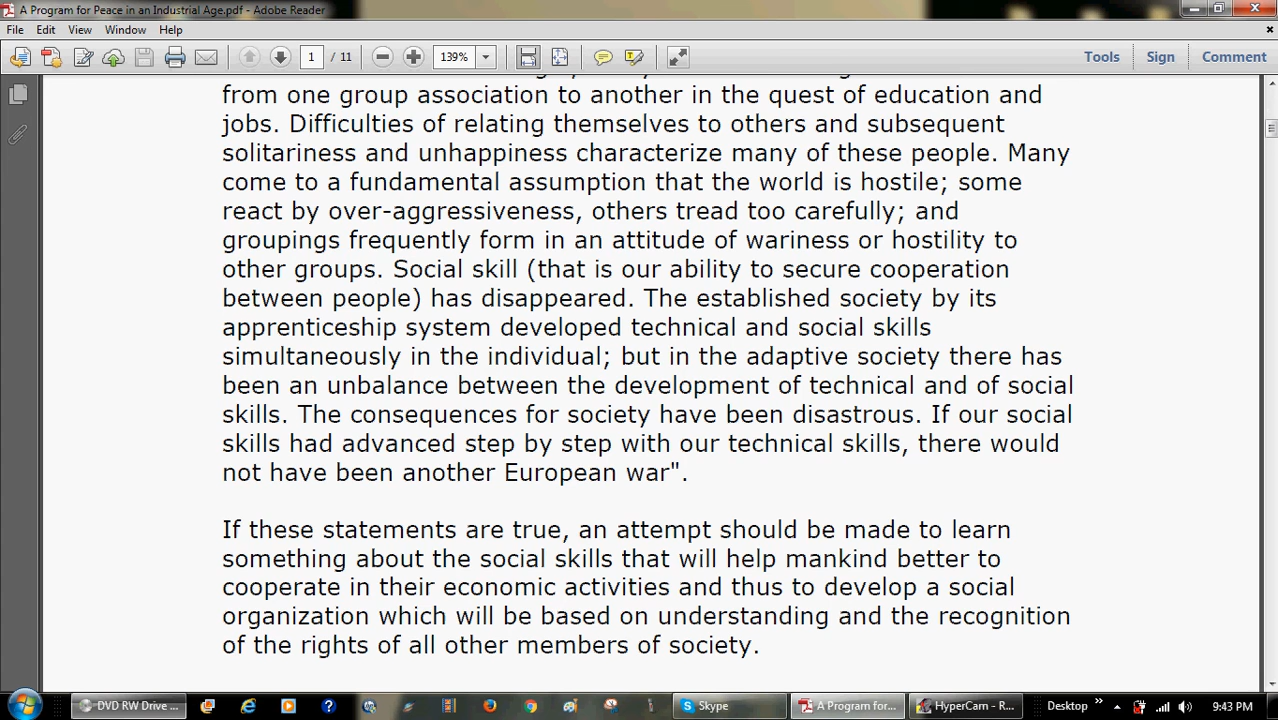 A Program for Peace in an Industrial Age.pdf - Adobe Reader
File Edit View Window Help
1 / 11 139% Tools Sign Comment
from one group association to another in the quest of education and
jobs. Difficulties of relating themselves to others and subsequent
solitariness and unhappiness characterize many of these people. Many
come to a fundamental assumption that the world is hostile; some
react by over-aggressiveness, others tread too carefully; and
groupings frequently form in an attitude of wariness or hostility to
other groups. Social skill (that is our ability to secure cooperation
between people) has disappeared. The established society by its
apprenticeship system developed technical and social skills
simultaneously in the individual; but in the adaptive society there has
been an unbalance between the development of technical and of social
skills. The consequences for society have been disastrous. If our social
skills had advanced step by step with our technical skills, there would
not have been another European war".
If these statements are true, an attempt should be made to learn
something about the social skills that will help mankind better to
cooperate in their economic activities and thus to develop a social
organization which will be based on understanding and the recognition
of the rights of all other members of society.
DVD RW Drive ... Skype A Program for... HyperCam - R... Desktop 9:43 PM